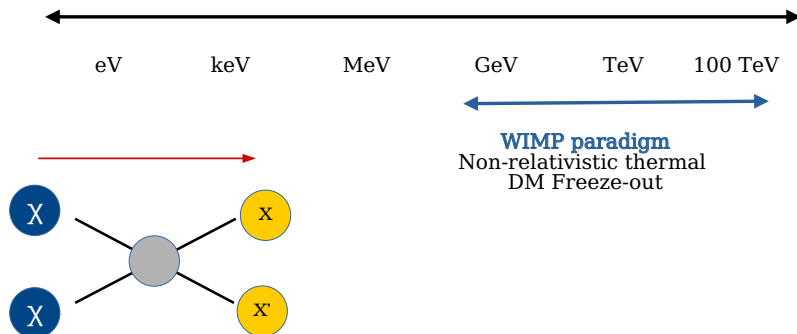 eV keV MeV GeV TeV 100 TeV
WIMP paradigm
Non-relativistic thermal
DM Freeze-out
χ x
χ x'